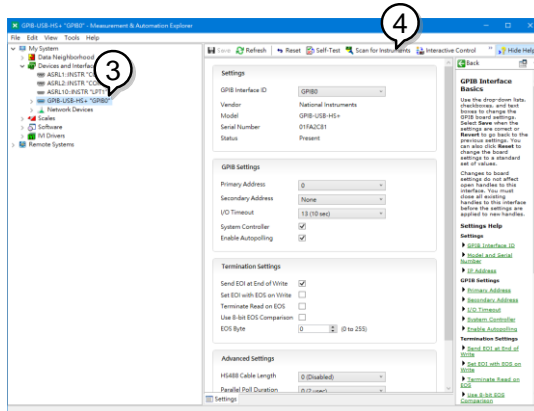 GPIB-USB-HS+ "GPIB0" - Measurement & Automation Explorer
File Edit View Tools Help
4
My System
Data Neighborhood
Devices and Interfac
ASRL1::INSTR "CO
ASRL2::INSTR "COM
ASRL10::INSTR "LPT1"
GPIB-USB-HS+ "GPIB0"
Network Devices
Scales
Software
IVI Drivers
Remote Systems
3
Save Refresh Reset Self-Test Scan for Instruments Interactive Control Hide Help
Settings
GPIB Interface ID GPIB0
Vendor National Instruments
Model GPIB-USB-HS+
Serial Number 01FA2C81
Status Present
GPIB Settings
Primary Address 0
Secondary Address None
I/O Timeout 13 (10 sec)
System Controller
Enable Autopolling
Termination Settings
Send EOI at End of Write
Set EOI with EOS on Write
Terminate Read on EOS
Use 8-bit EOS Comparison
EOS Byte 0 (0 to 255)
Advanced Settings
HS488 Cable Length 0 (Disabled)
Parallel Poll Duration 0 (2 usec)
Settings
Back
GPIB Interface
Basics
Use the drop-down lists,
checkboxes, and text
boxes to change the
GPIB board settings.
Select Save when the
settings are correct or
Revert to go back to the
previous settings. You
can also click Reset to
change the board
settings to a standard
set of values.
Changes to board
settings do not affect
open handles to this
interface. You must
close all existing
handles to this interface
before the settings are
applied to new handles.
Settings Help
Settings
GPIB Interface ID
Model and Serial
Number
IP Address
GPIB Settings
Primary Address
Secondary Address
I/O Timeout
System Controller
Enable Autopolling
Termination Settings
Send EOI at End of
Write
Set EOI with EOS on
Write
Terminate Read on
EOS
Use 8-bit EOS
Comparison